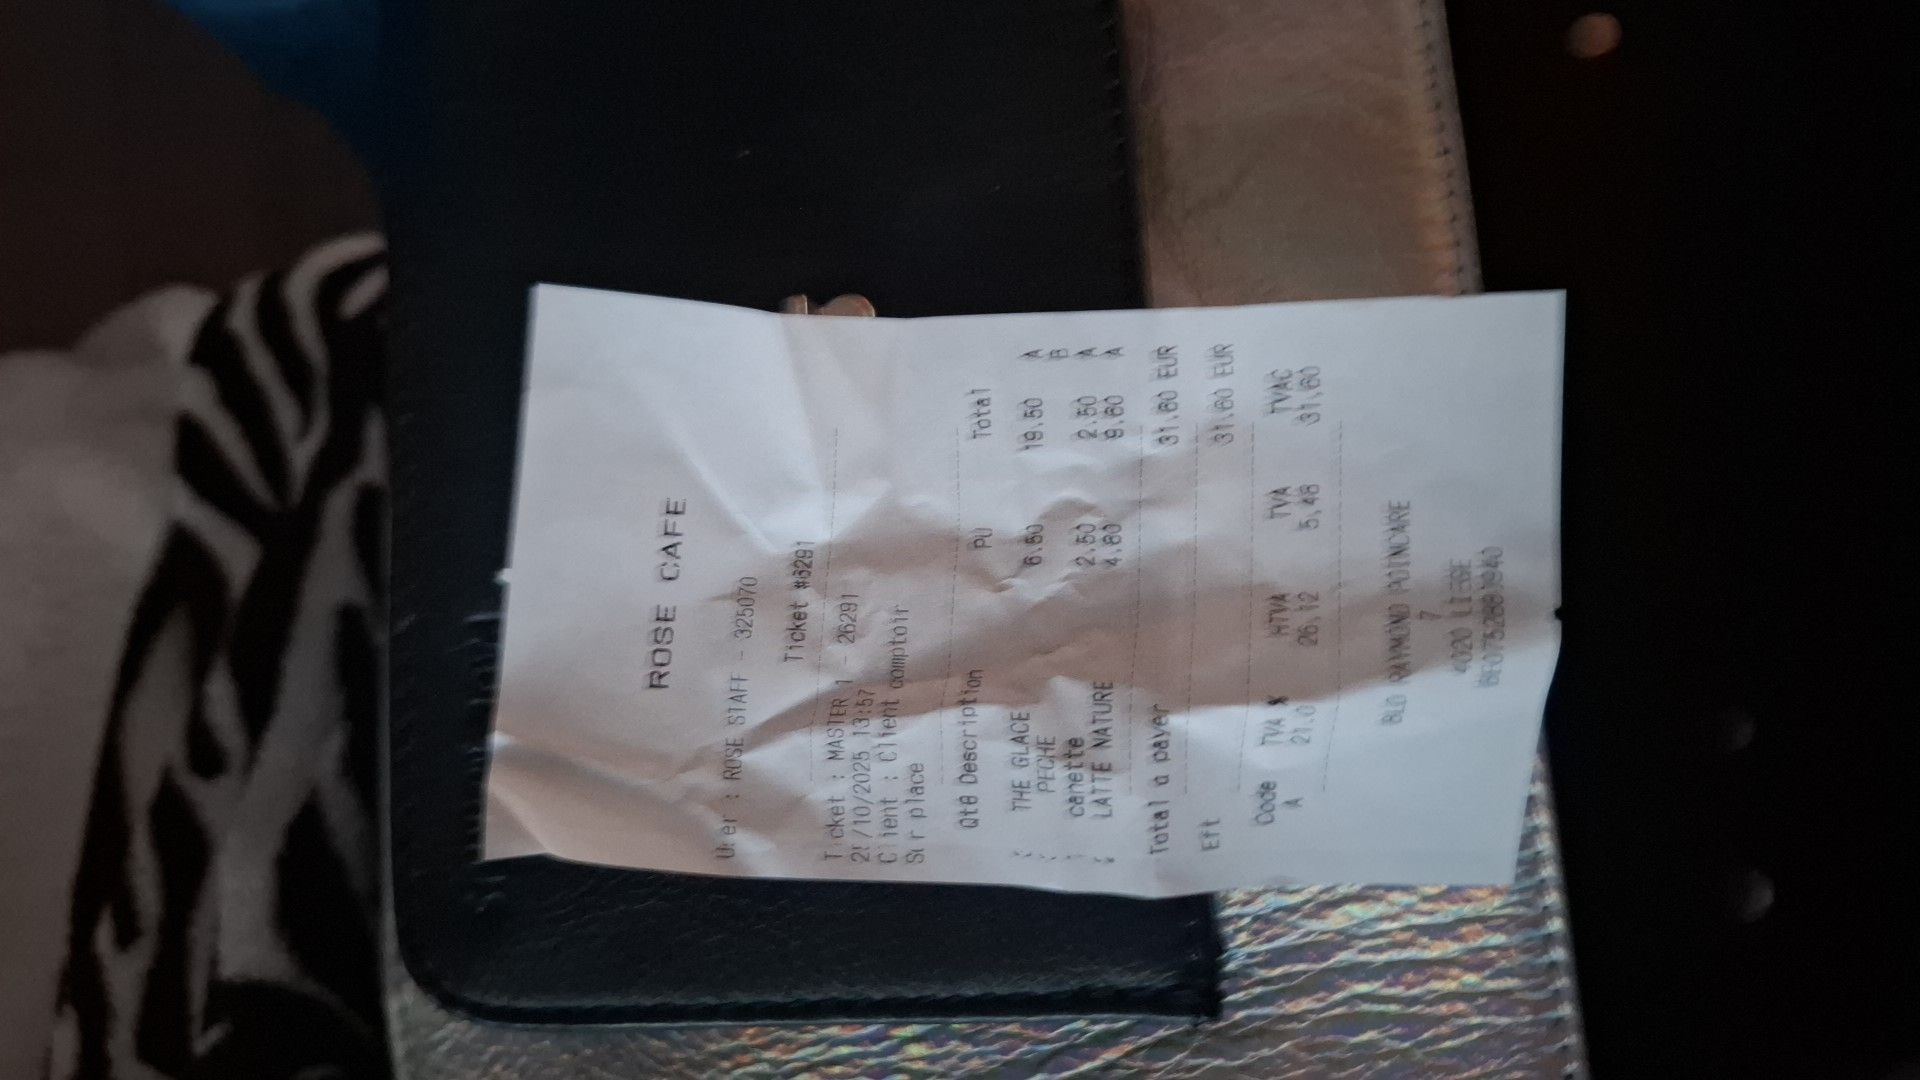 ROSE CAFE
User : ROSE STAFF - 325070
Ticket #6291
Ticket : MASTER 1 - 26291
/10/2025 13:57
Client : Client comptoir
Sur place
Qté Description PU Total
THE GLACE 6.50 19.50 A
PECHE B
canette 2.50 2.50 A
LATTE NATURE 4.80 9.60 A
Total à payer 31.60 EUR
Eft 31.60 EUR
Code TVA % HTVA TVA TVAC
A 21.0 26,12 5,48 31,60
BLD RAYMOND POINCARE
7
4020 LIEGE